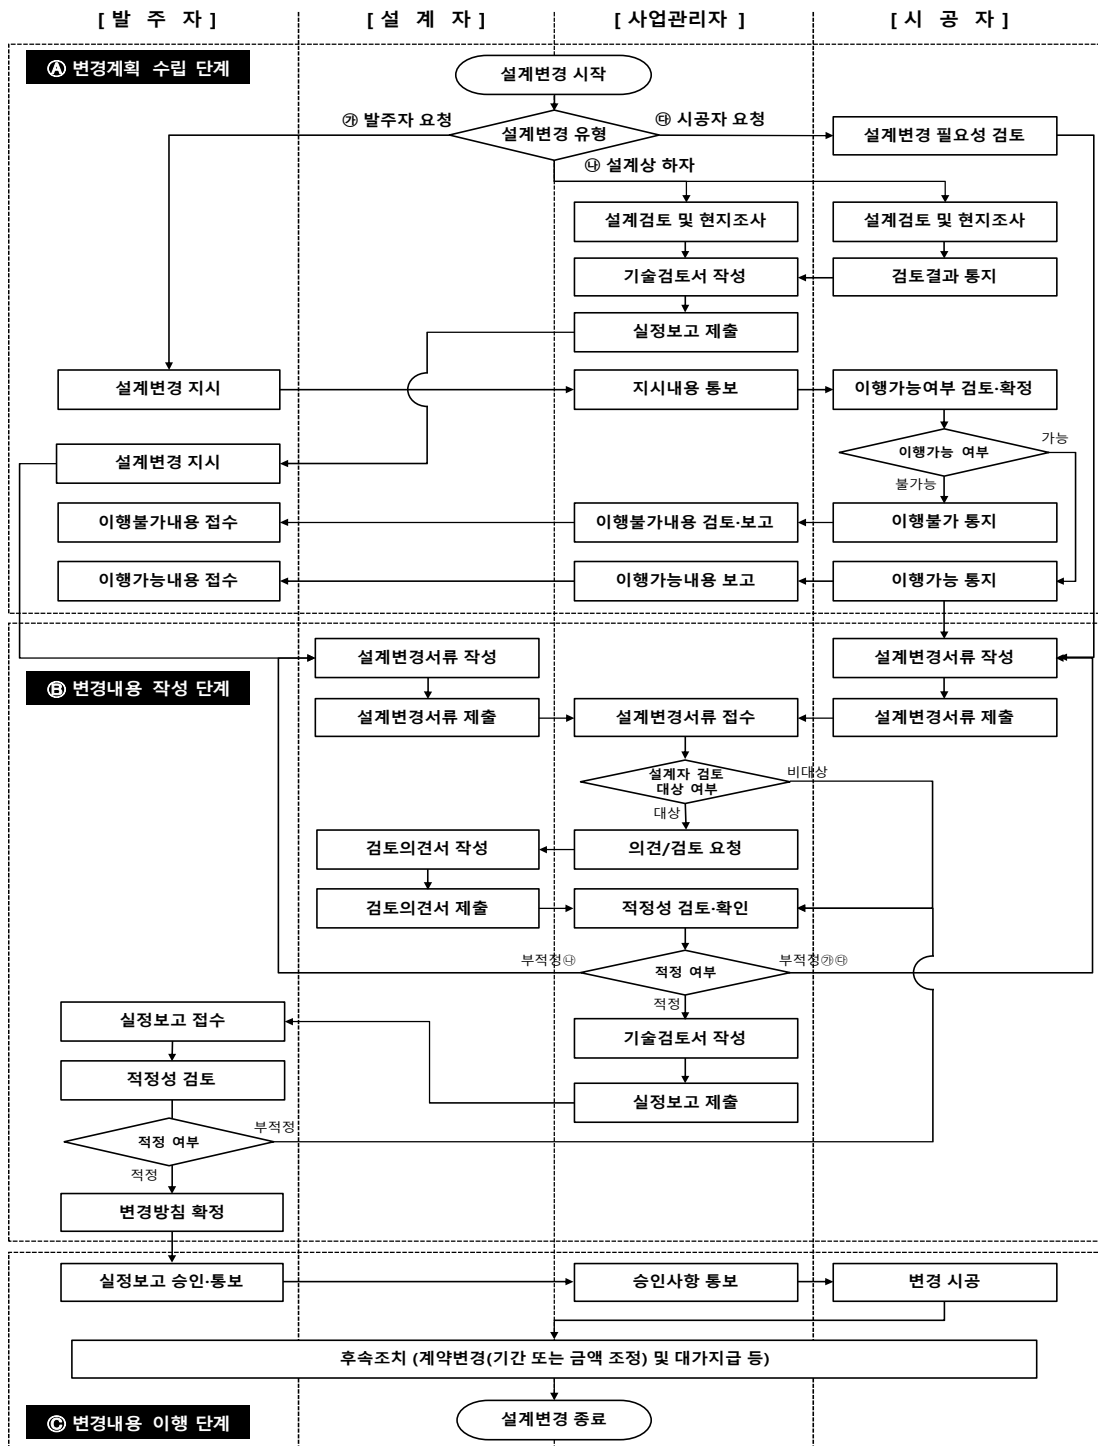 [ 발 주 자 ]
[ 설 계 자 ]
[ 사업관리자 ]
[ 시 공 자 ]
Ⓐ 변경계획 수립 단계
설계변경 시작
㉮ 발주자 요청
설계변경 유형
㉰ 시공자 요청
설계변경 필요성 검토
㉯ 설계상 하자
설계검토 및 현지조사
설계검토 및 현지조사
기술검토서 작성
검토결과 통지
실정보고 제출
설계변경 지시
지시내용 통보
이행가능여부 검토·확정
가능
설계변경 지시
이행가능 여부
불가능
이행불가내용 접수
이행불가내용 검토·보고
이행불가 통지
이행가능내용 접수
이행가능내용 보고
이행가능 통지
설계변경서류 작성
설계변경서류 작성
Ⓑ 변경내용 작성 단계
설계변경서류 제출
설계변경서류 접수
설계변경서류 제출
설계자 검토
대상 여부
비대상
대상
검토의견서 작성
의견/검토 요청
검토의견서 제출
적정성 검토·확인
부적정㉯
적정 여부
부적정㉮㉰
적정
실정보고 접수
기술검토서 작성
적정성 검토
실정보고 제출
부적정
적정 여부
적정
변경방침 확정
실정보고 승인·통보
승인사항 통보
변경 시공
후속조치 (계약변경(기간 또는 금액 조정) 및 대가지급 등)
Ⓒ 변경내용 이행 단계
설계변경 종료